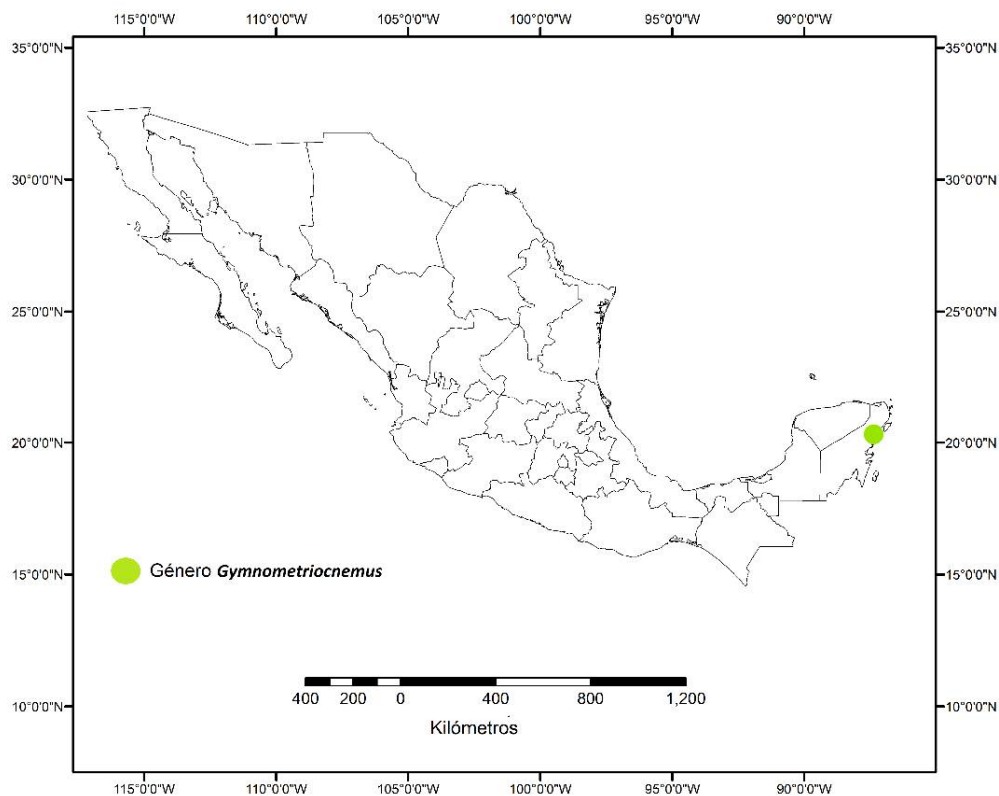 115°0'0"W 110°0'0"W 105°0'0"W 100°0'0"W 95°0'0"W 90°0'0"W
35°0'0"N 35°0'0"N
30°0'0"N 30°0'0"N
25°0'0"N 25°0'0"N
20°0'0"N 20°0'0"N
Género Gymnometriocnemus
15°0'0"N 15°0'0"N
400 200 0 400 800 1,200
Kilómetros
10°0'0"N 10°0'0"N
115°0'0"W 110°0'0"W 105°0'0"W 100°0'0"W 95°0'0"W 90°0'0"W